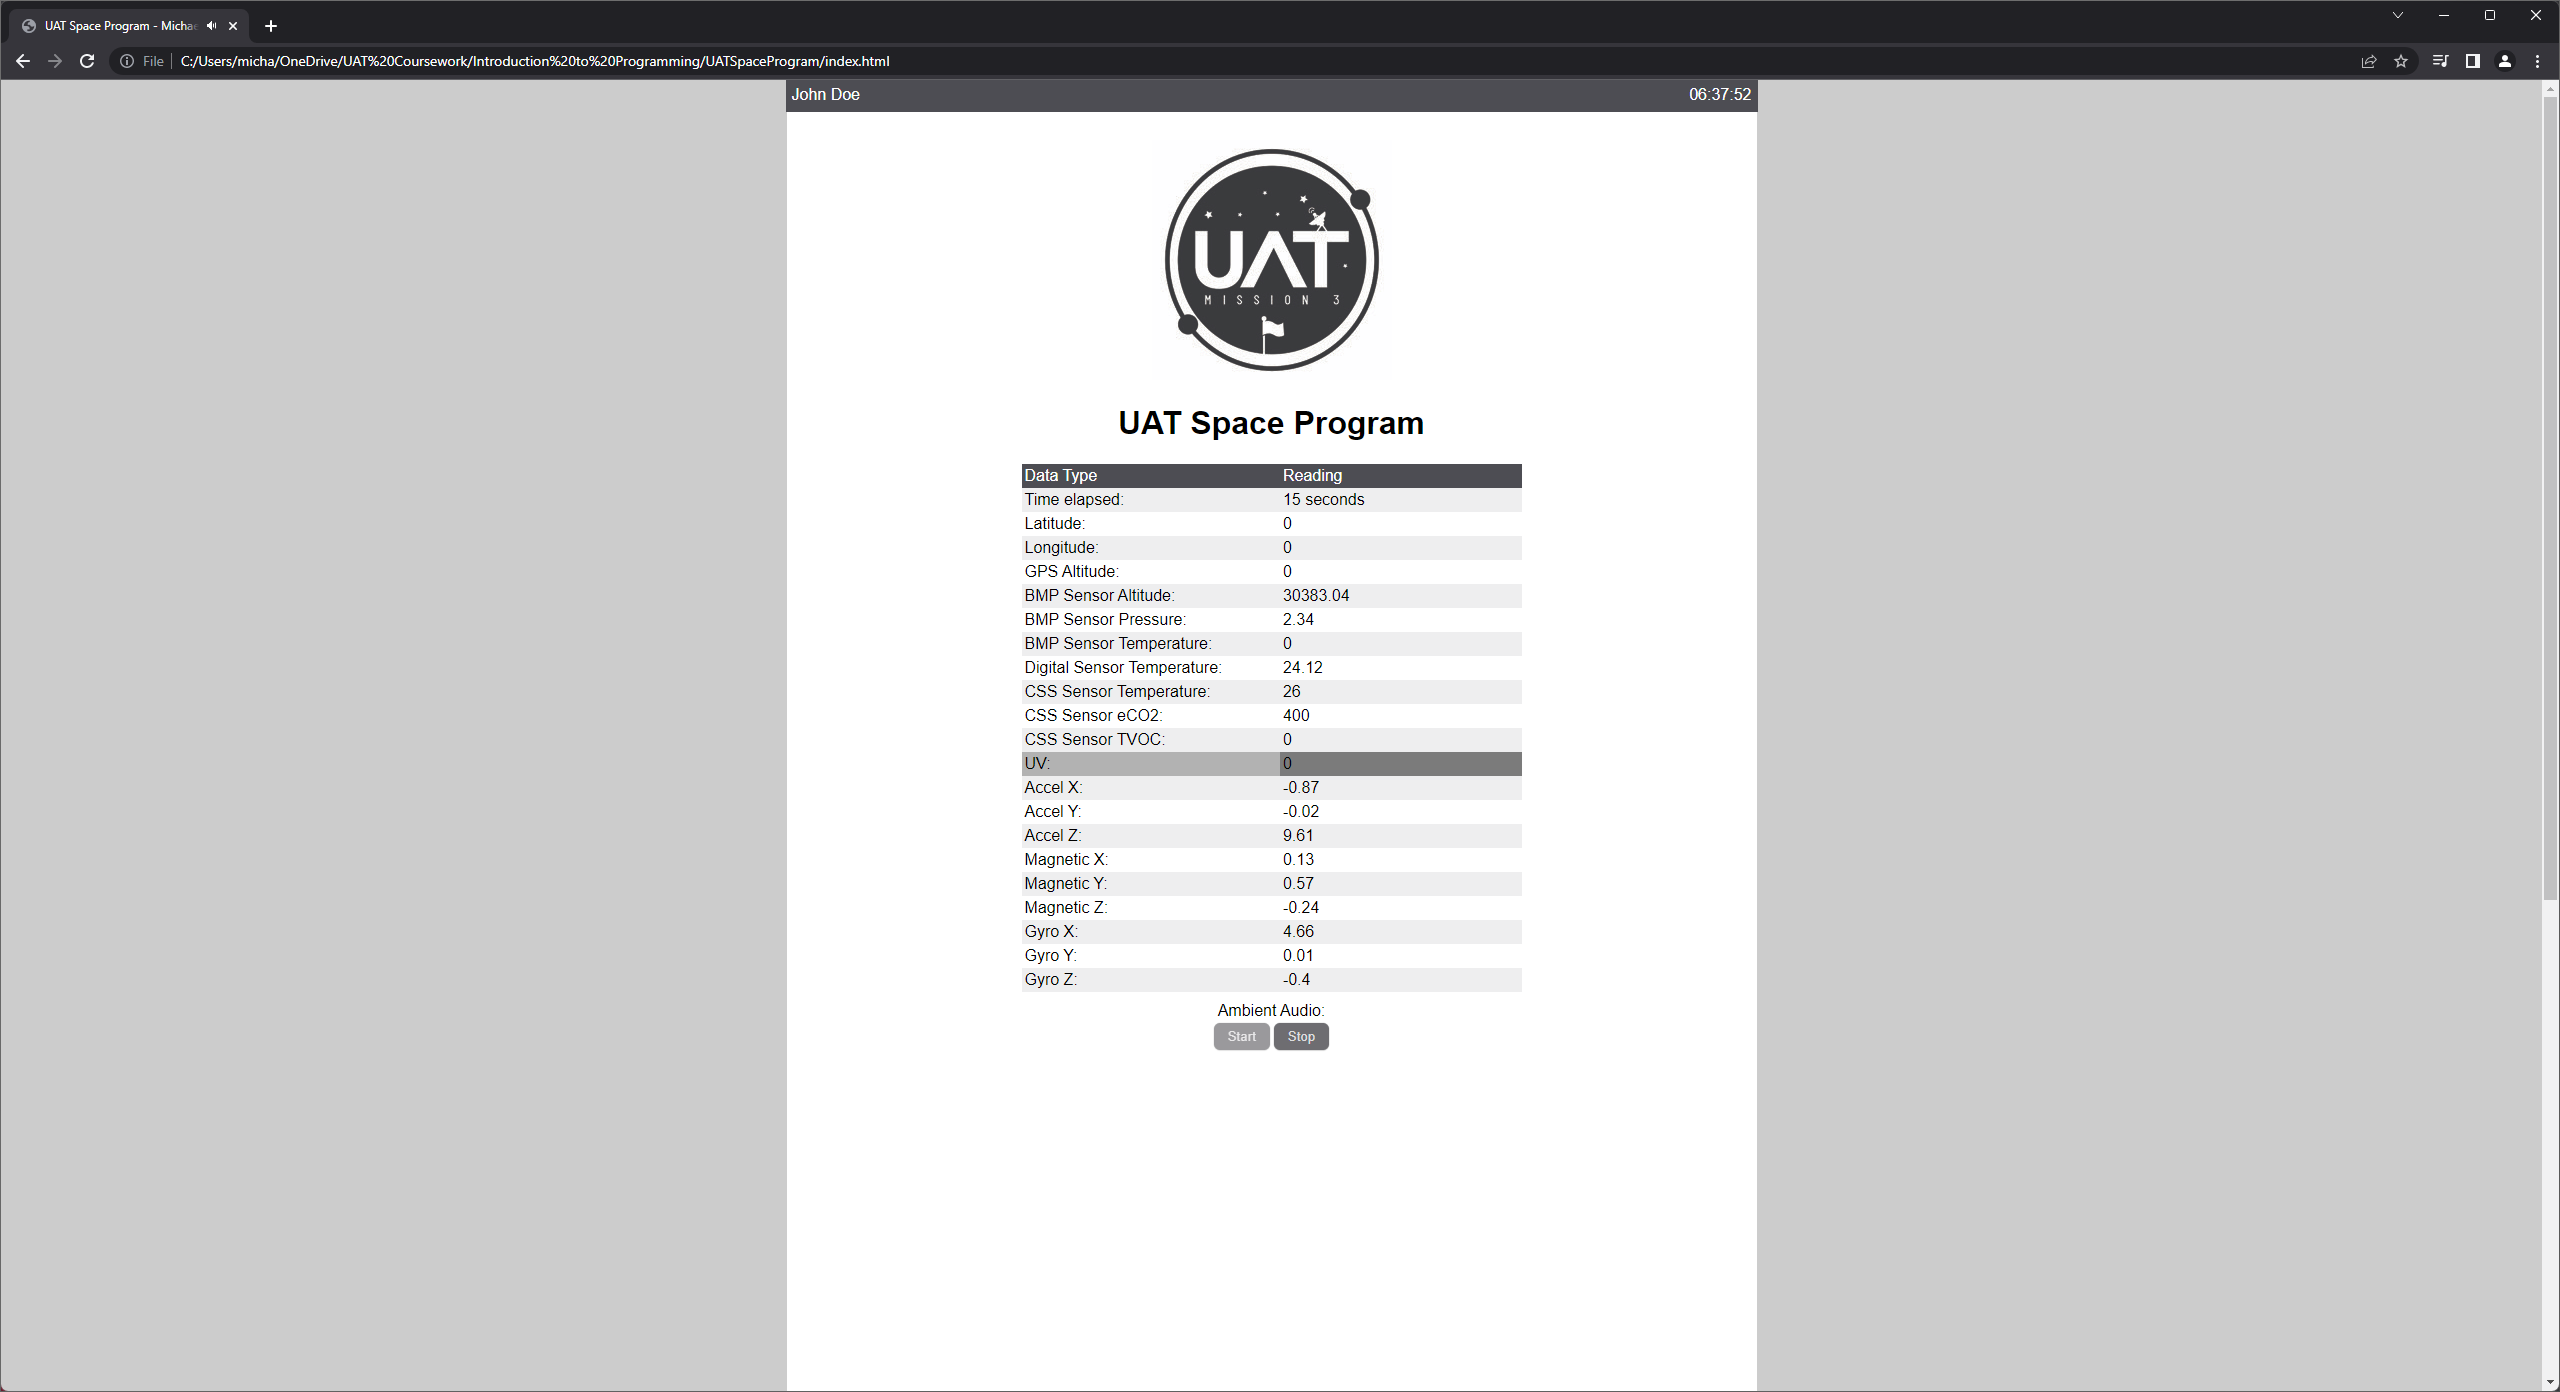 UAT Space Program - Michae
File C:/Users/micha/OneDrive/UAT%20Coursework/Introduction%20to%20Programming/UATSpaceProgram/index.html
John Doe 06:37:52
UAT
MISSION 3
UAT Space Program
Data Type Reading
Time elapsed: 15 seconds
Latitude: 0
Longitude: 0
GPS Altitude: 0
BMP Sensor Altitude: 30383.04
BMP Sensor Pressure: 2.34
BMP Sensor Temperature: 0
Digital Sensor Temperature: 24.12
CSS Sensor Temperature: 26
CSS Sensor eCO2: 400
CSS Sensor TVOC: 0
UV: 0
Accel X: -0.87
Accel Y: -0.02
Accel Z: 9.61
Magnetic X: 0.13
Magnetic Y: 0.57
Magnetic Z: -0.24
Gyro X: 4.66
Gyro Y: 0.01
Gyro Z: -0.4
Ambient Audio:
Start Stop